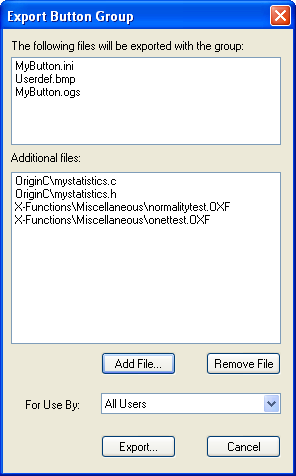 Export Button Group
The following files will be exported with the group:
MyButton.ini
Userdef.bmp
MyButton.ogs
Additional files:
OriginC\mystatistics.c
OriginC\mystatistics.h
X-Functions\Miscellaneous\normalitytest.OXF
X-Functions\Miscellaneous\onettest.OXF
Add File... Remove File
For Use By: All Users
Export... Cancel